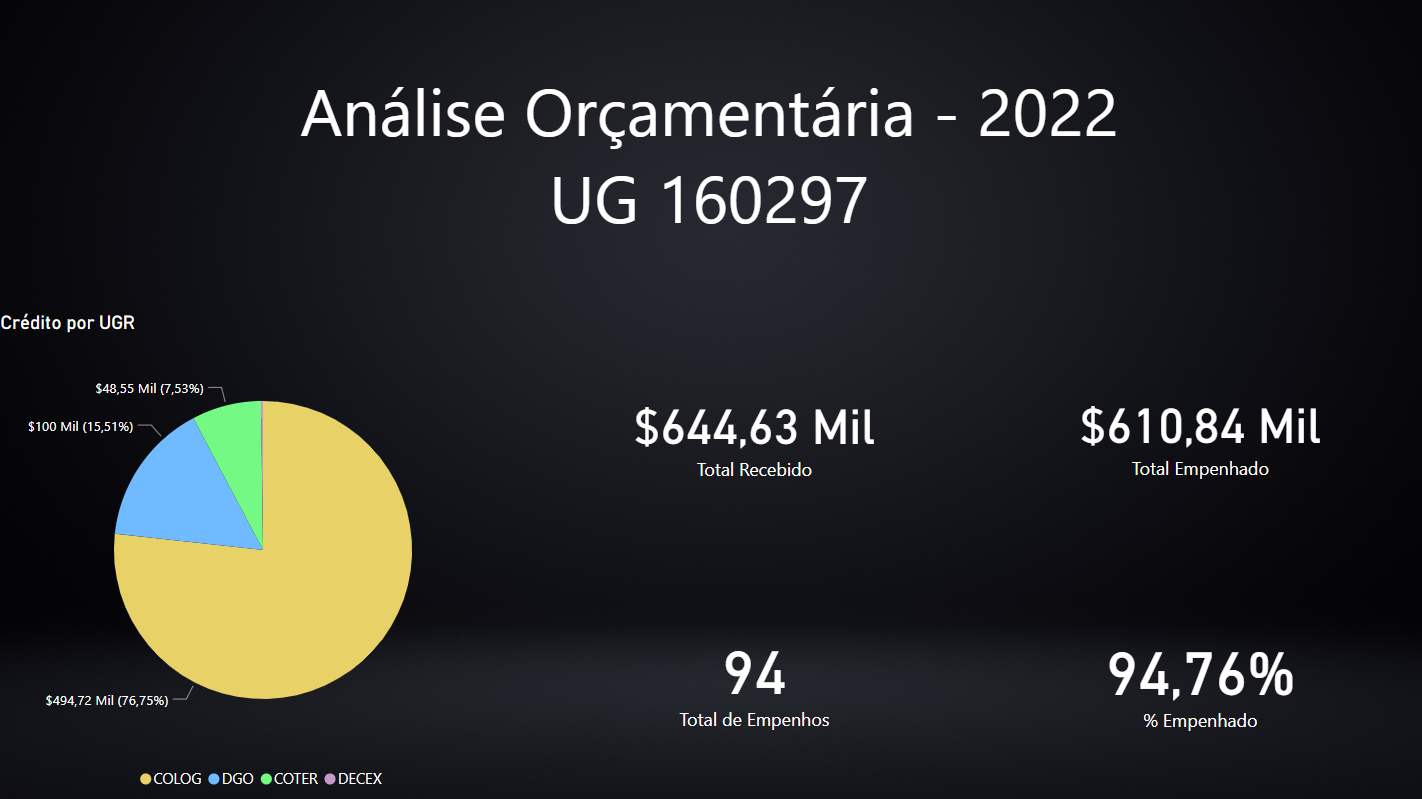 Análise Orçamentária - 2022
UG 160297
Crédito por UGR
$48,55 Mil (7,53%)
$100 Mil (15,51%)
$494,72 Mil (76,75%)
COLOG DGO COTER DECEX
$644,63 Mil
Total Recebido
$610,84 Mil
Total Empenhado
94
Total de Empenhos
94,76%
% Empenhado